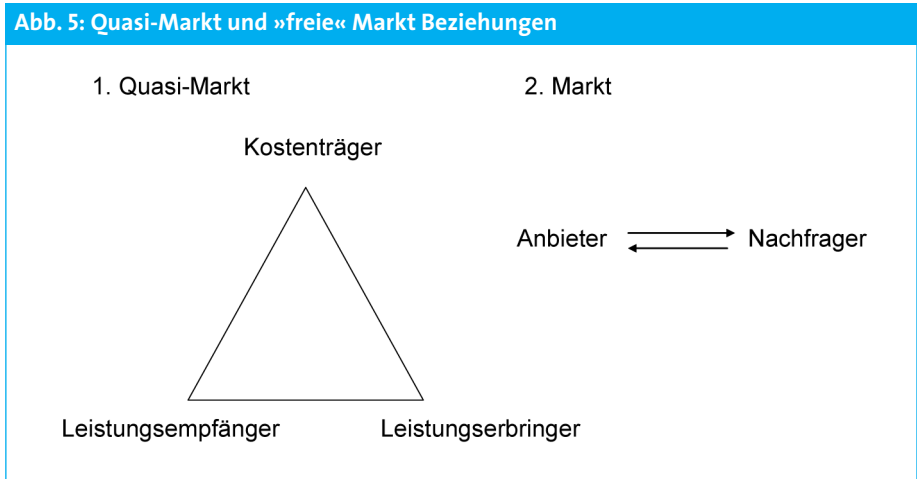 Abb. 5: Quasi-Markt und »freie« Markt Beziehungen
1. Quasi-Markt
2. Markt
Kostenträger
Anbieter
Nachfrager
Leistungsempfänger
Leistungserbringer